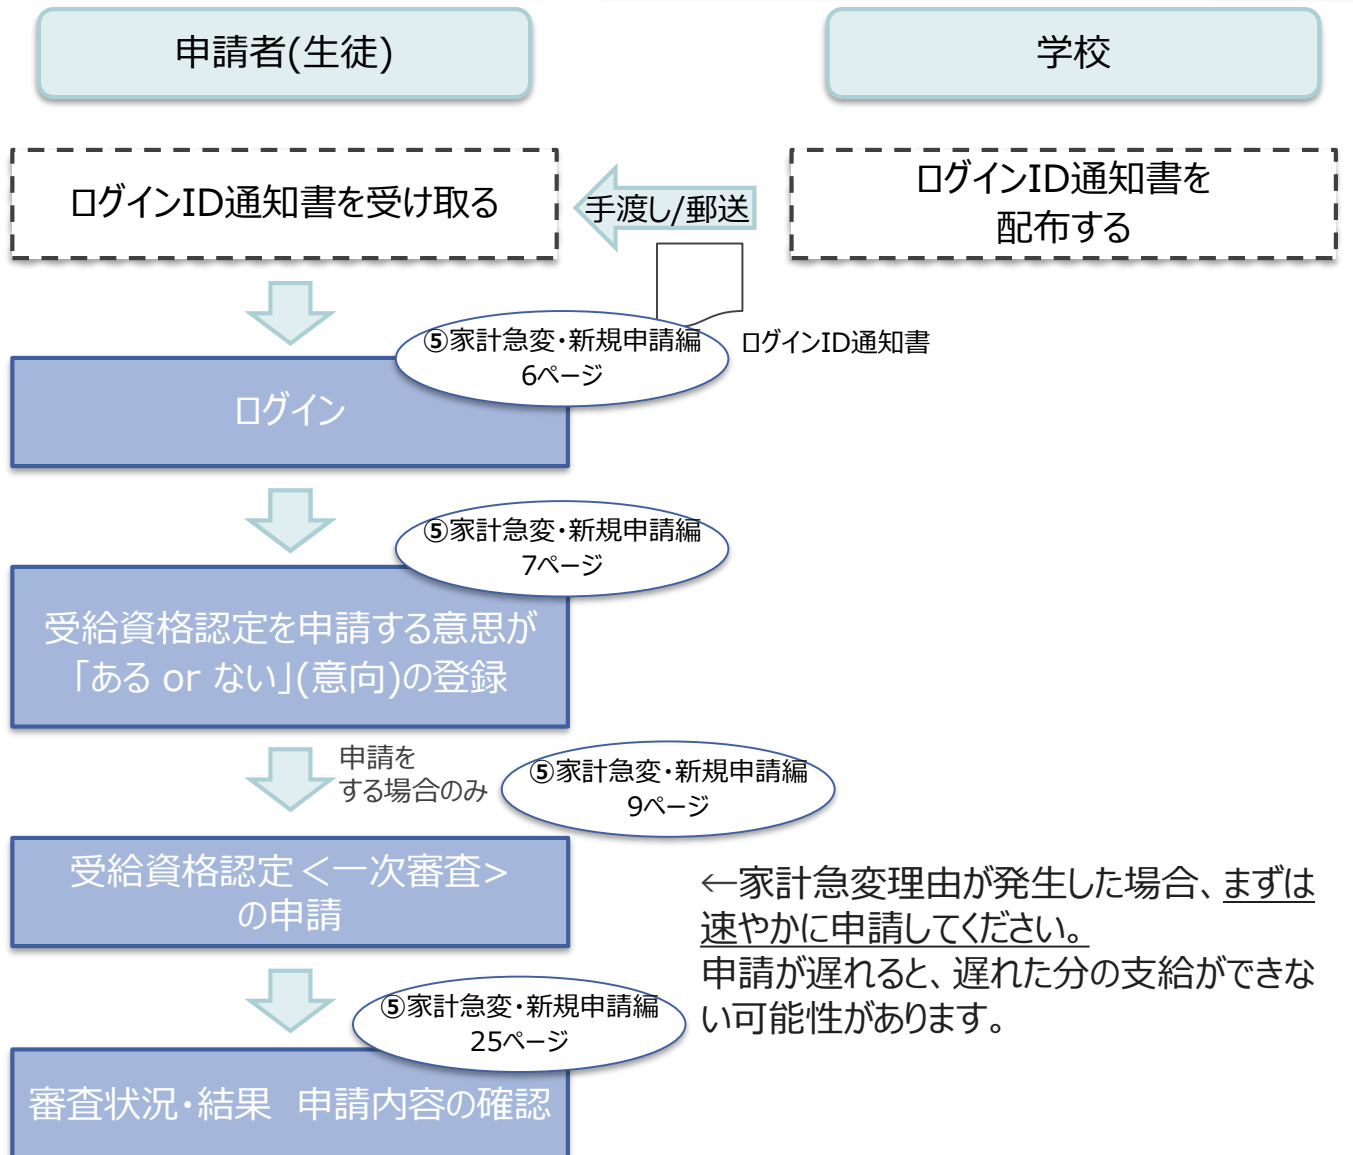 申請者(生徒)
学校
ログインID通知書を受け取る
手渡し/郵送
ログインID通知書を
配布する
ログインID通知書
⑤家計急変・新規申請編
6ページ
ログイン
⑤家計急変・新規申請編
7ページ
受給資格認定を申請する意思が
「ある or ない」(意向)の登録
申請を
する場合のみ
⑤家計急変・新規申請編
9ページ
受給資格認定<一次審査>
の申請
←家計急変理由が発生した場合、まずは
速やかに申請してください。
申請が遅れると、遅れた分の支給ができな
い可能性があります。
⑤家計急変・新規申請編
25ページ
審査状況・結果 申請内容の確認